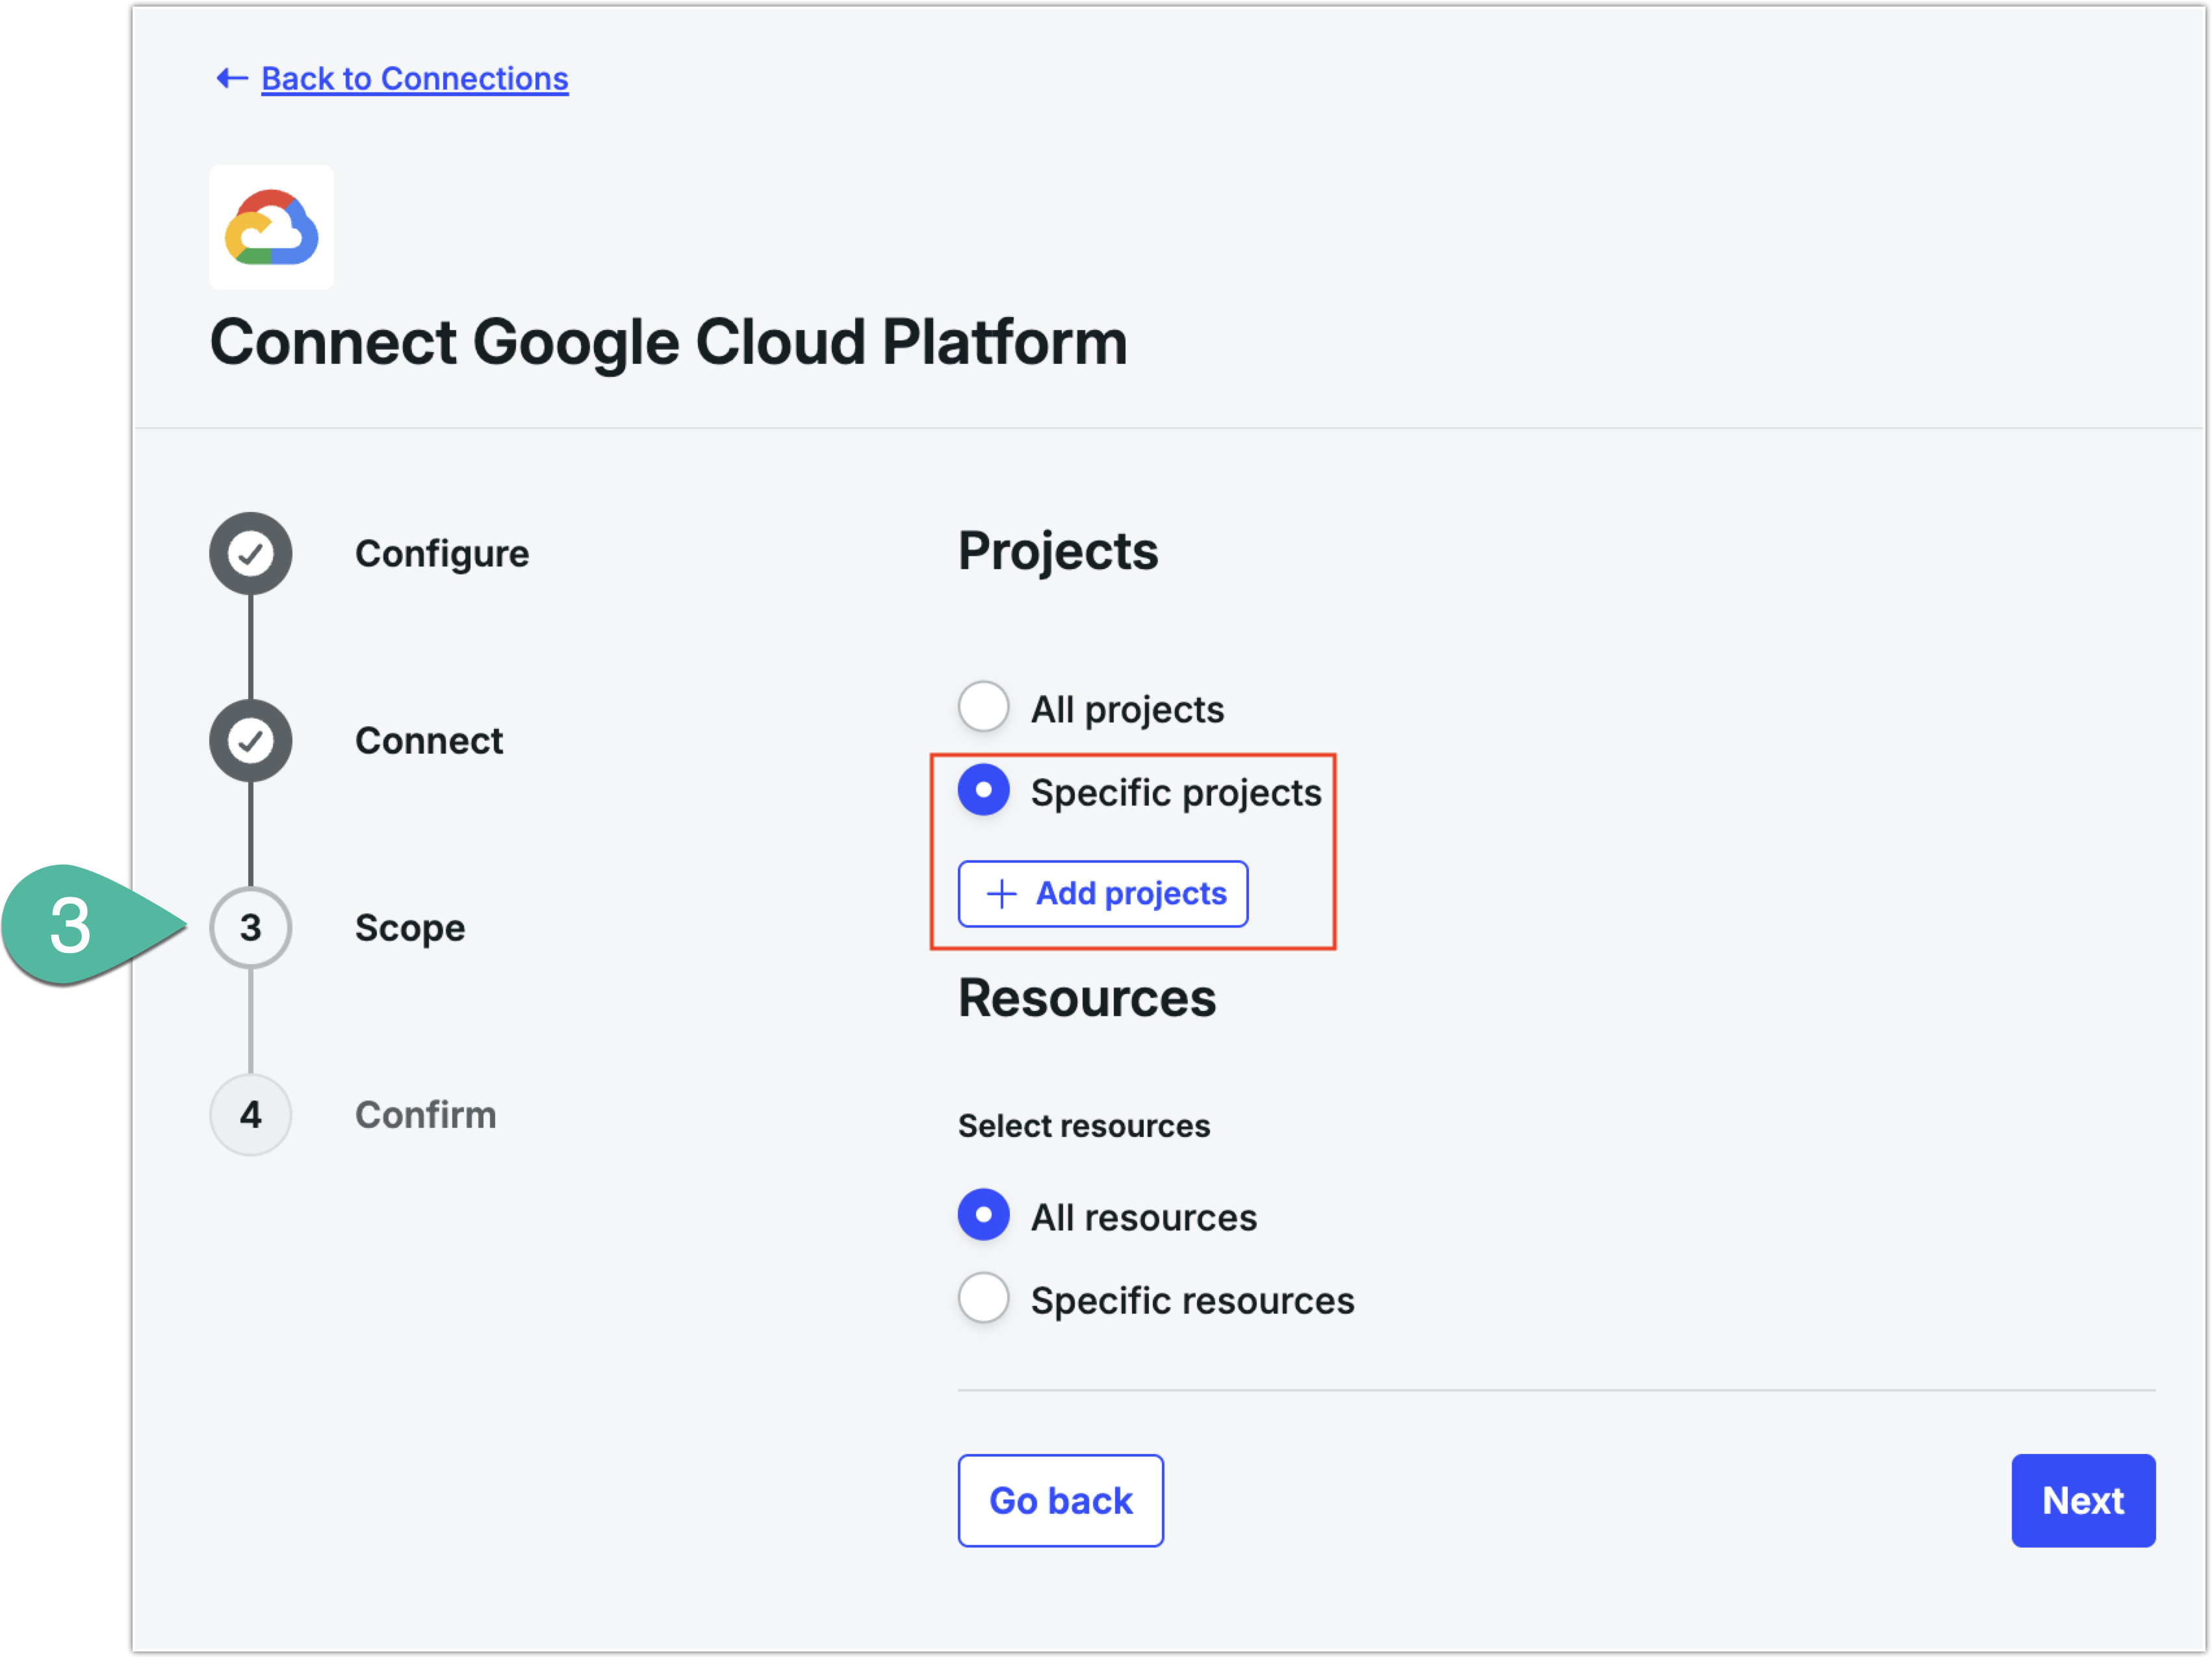 Back to Connections
Connect Google Cloud Platform
Configure
Connect
3
3
Scope
4
Confirm
Projects
All projects
Specific projects
Add projects
Resources
Select resources
All resources
Specific resources
Go back
Next